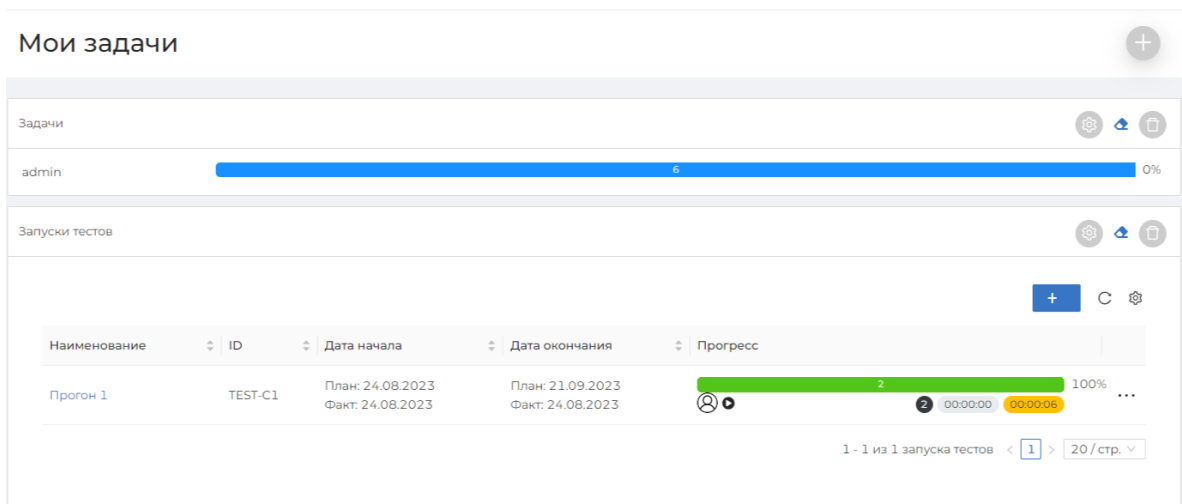 Мои задачи
Задачи
admin 6 0%
Запуски тестов
+
Наименование ID Дата начала Дата окончания Прогресс
Прогон 1 TEST-C1 План: 24.08.2023 План: 21.09.2023 2 100%
Факт: 24.08.2023 Факт: 24.08.2023 2 00:00:00 00:00:06
1 - 1 из 1 запуска тестов < 1 > 20 / стр.